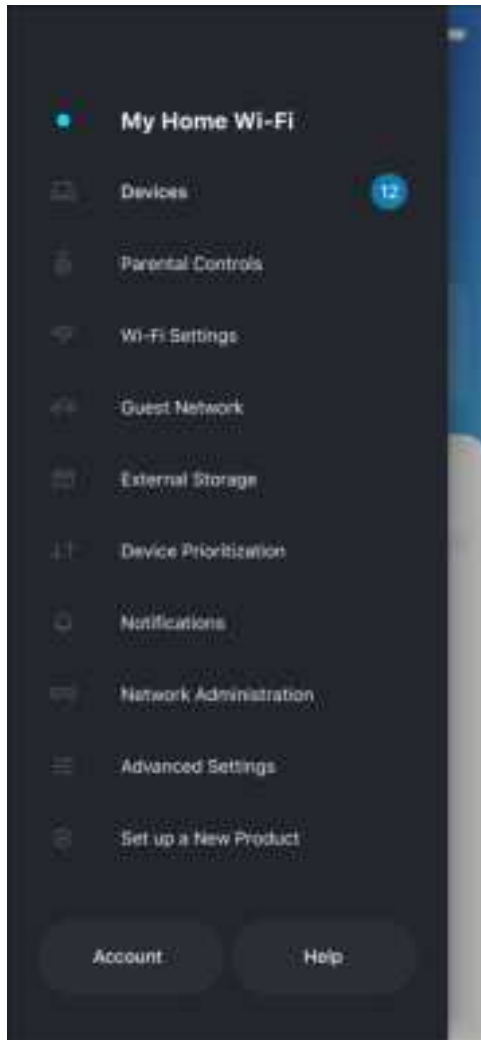 My Home Wi-Fi
Devices 12
Parental Controls
Wi-Fi Settings
Guest Network
External Storage
Device Prioritization
Notifications
Network Administration
Advanced Settings
Set up a New Product
Account Help